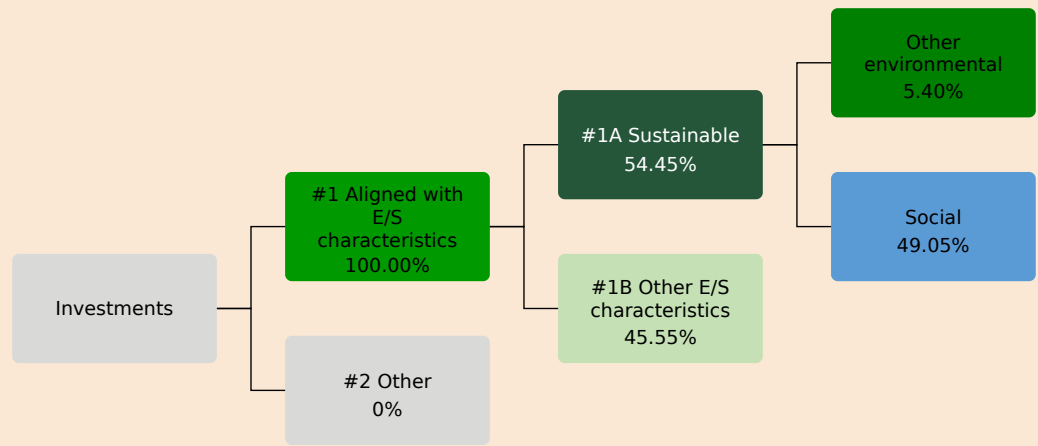 Investments
#1 Aligned with
E/S
characteristics
100.00%
#2 Other
0%
#1A Sustainable
54.45%
#1B Other E/S
characteristics
45.55%
Other
environmental
5.40%
Social
49.05%